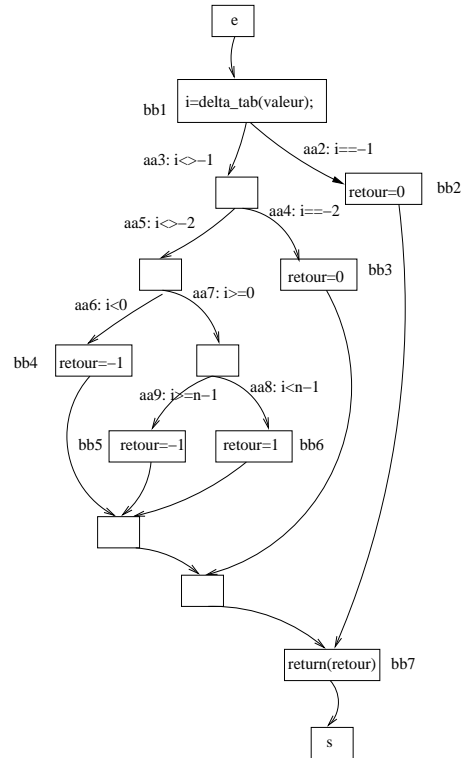 e
bb1
i=delta_tab(valeur);
aa3: i<>−1
aa2: i==−1
retour=0
bb2
aa5: i<>−2
aa4: i==−2
retour=0
bb3
aa6: i<0
aa7: i>=0
bb4
retour=−1
aa9: i>=n−1
aa8: i<n−1
bb5
retour=−1
retour=1
bb6
return(retour)
bb7
s